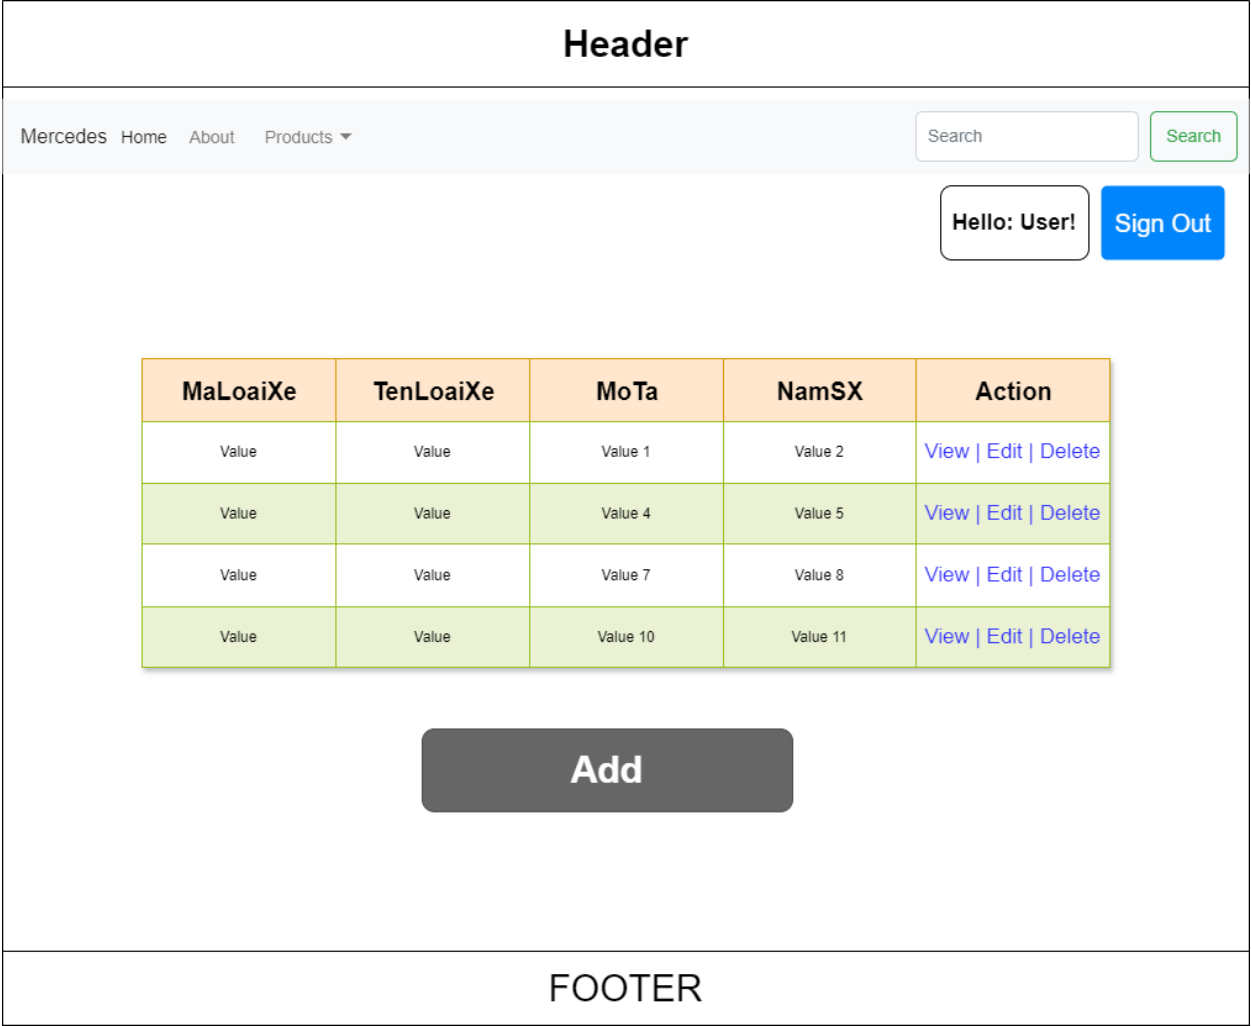 Header
Mercedes Home About Products Search Search
Hello: User! Sign Out
MaLoaiXe TenLoaiXe MoTa NamSX Action
Value Value Value 1 Value 2 View | Edit | Delete
Value Value Value 4 Value 5 View | Edit | Delete
Value Value Value 7 Value 8 View | Edit | Delete
Value Value Value 10 Value 11 View | Edit | Delete
Add
FOOTER